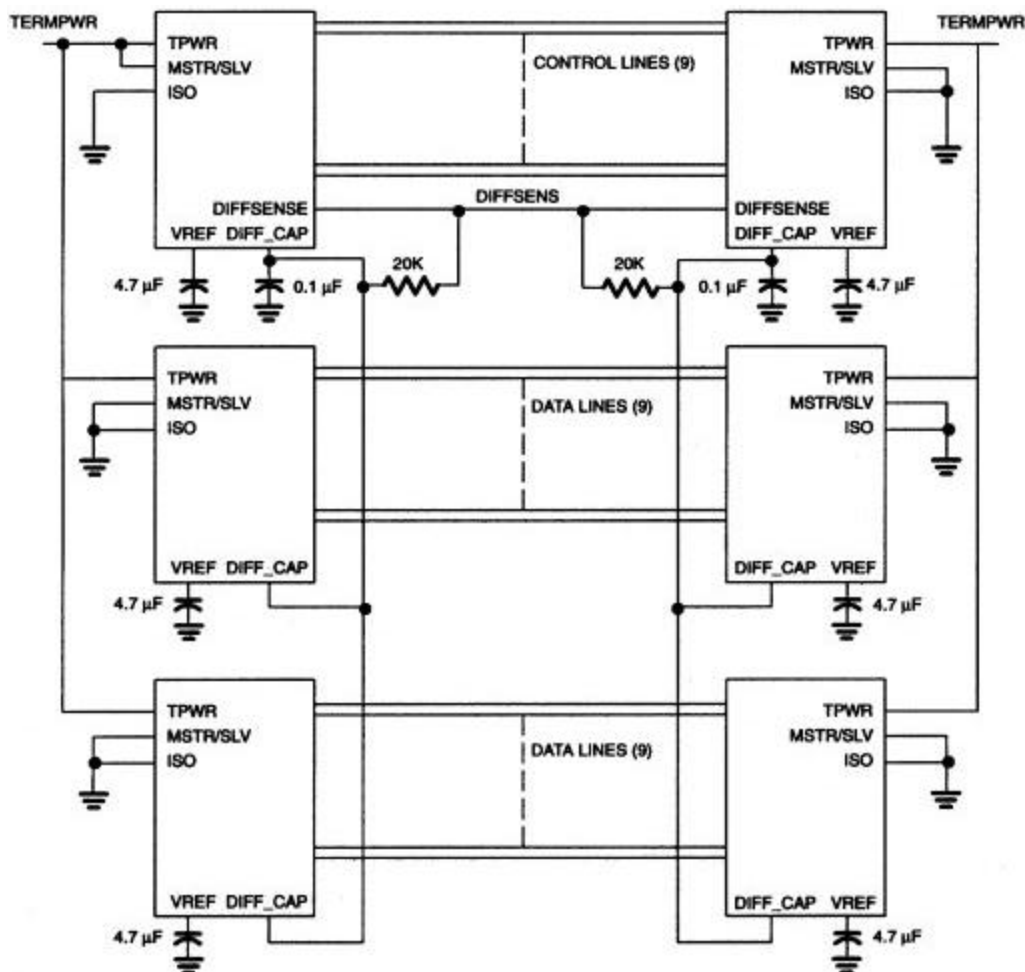 TERMPWR
TERMPWR
TPWR
MSTR/SLV
ISO
CONTROL LINES (9)
TPWR
MSTR/SLV
ISO
DIFFSENSE
DIFFSENS
DIFFSENSE
VREF DIFF_CAP
DIFF_CAP VREF
4.7 µF
0.1 µF
20K
20K
0.1 µF
4.7 µF
TPWR
MSTR/SLV
ISO
DATA LINES (9)
TPWR
MSTR/SLV
ISO
VREF DIFF_CAP
DIFF_CAP VREF
4.7 µF
4.7 µF
TPWR
MSTR/SLV
ISO
DATA LINES (9)
TPWR
MSTR/SLV
ISO
VREF DIFF_CAP
DIFF_CAP VREF
4.7 µF
4.7 µF